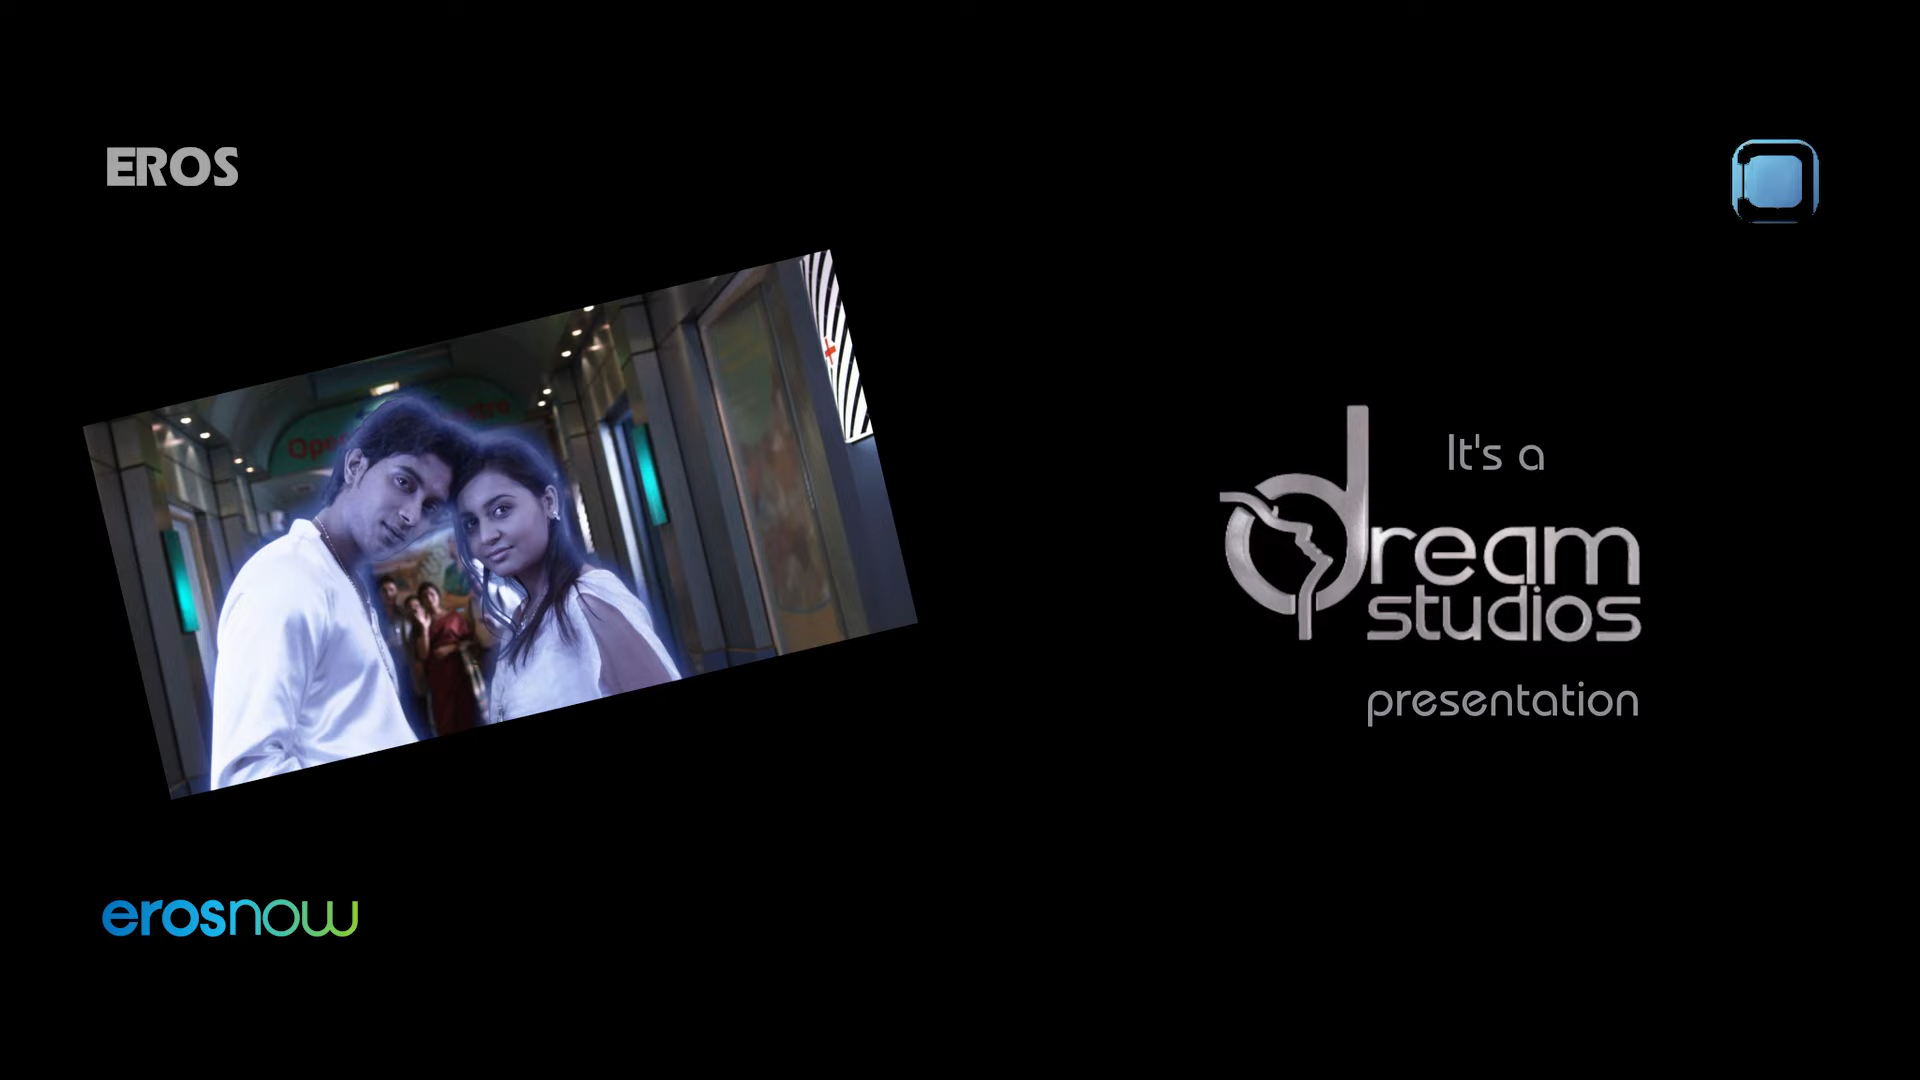 EROS
It's a
dream
studios
presentation
erosnow